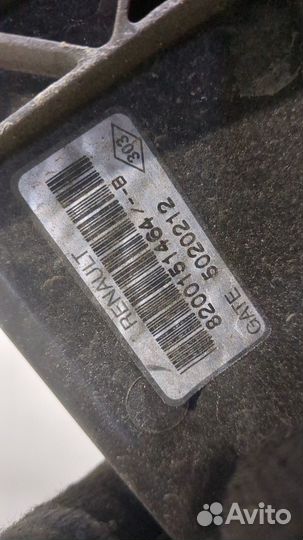 303
RENAULT
8200151464 /--B
GATE 5020212
Avito